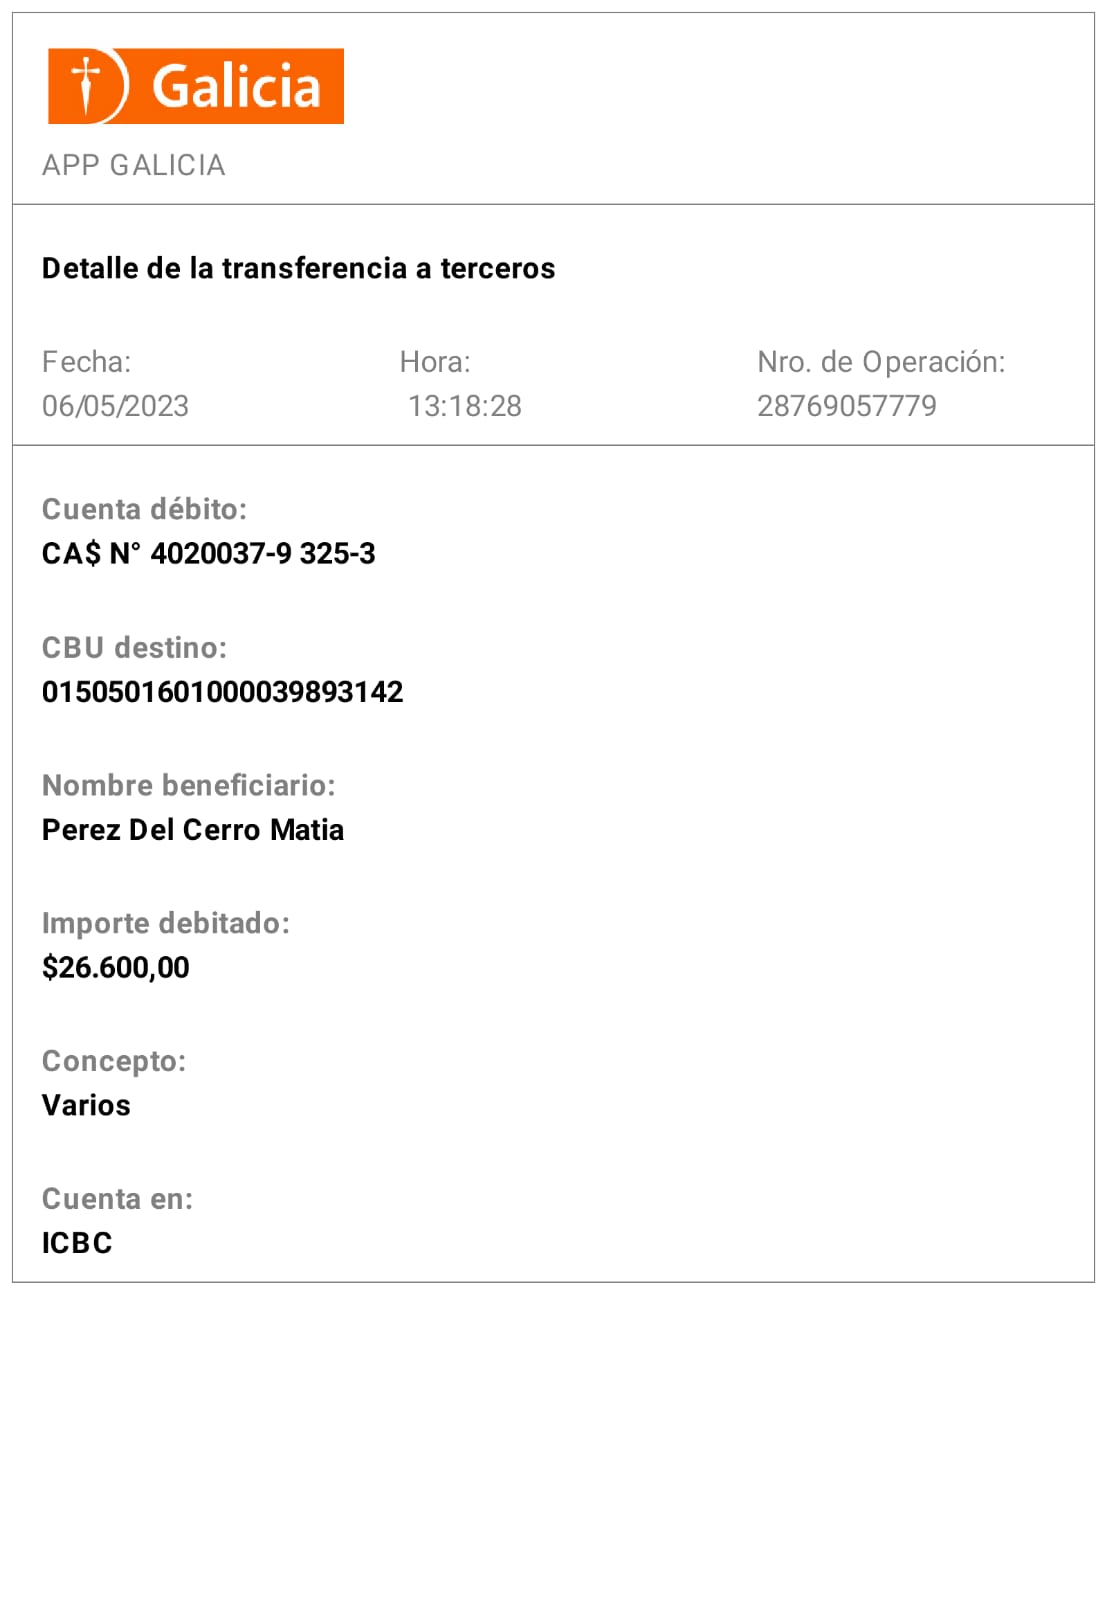 Galicia
APP GALICIA
Detalle de la transferencia a terceros
Fecha: Hora: Nro. de Operación:
06/05/2023 13:18:28 28769057779
Cuenta débito:
CA$ N° 4020037-9 325-3
CBU destino:
0150501601000039893142
Nombre beneficiario:
Perez Del Cerro Matia
Importe debitado:
$26.600,00
Concepto:
Varios
Cuenta en:
ICBC